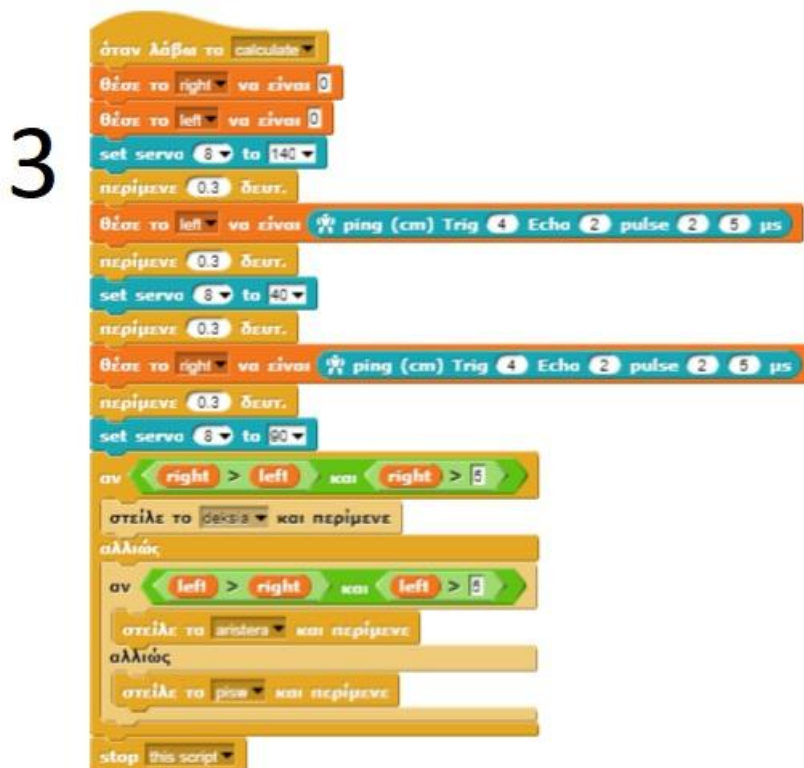 3
όταν λάβω το calculate
θέσε το right να είναι 0
θέσε το left να είναι 0
set servo 8 to 140
περίμενε 0.3 δευτ.
θέσε το left να είναι ping (cm) Trig 4 Echo 2 pulse 2 5 μs
περίμενε 0.3 δευτ.
set servo 8 to 40
περίμενε 0.3 δευτ.
θέσε το right να είναι ping (cm) Trig 4 Echo 2 pulse 2 5 μs
περίμενε 0.3 δευτ.
set servo 8 to 90
αν right > left και right > 5
στείλε το deksia και περίμενε
αλλιώς
αν left > right και left > 5
στείλε το aristera και περίμενε
αλλιώς
στείλε το pisw και περίμενε
stop this script